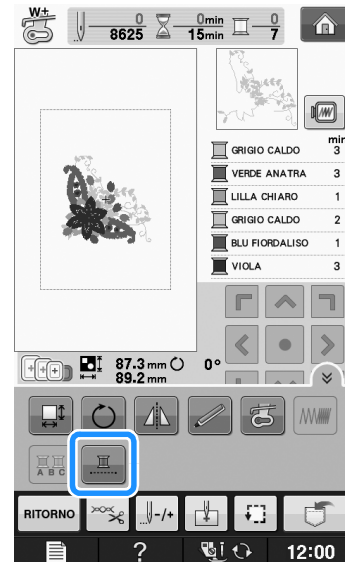 W+
0
8625
0min
15min
0
7
min
GRIGIO CALDO 3
VERDE ANATRA 3
LILLA CHIARO 1
GRIGIO CALDO 2
BLU FIORDALISO 1
VIOLA 3
87.3 mm 0°
89.2 mm
A B C
RITORNO -/+
? 12:00